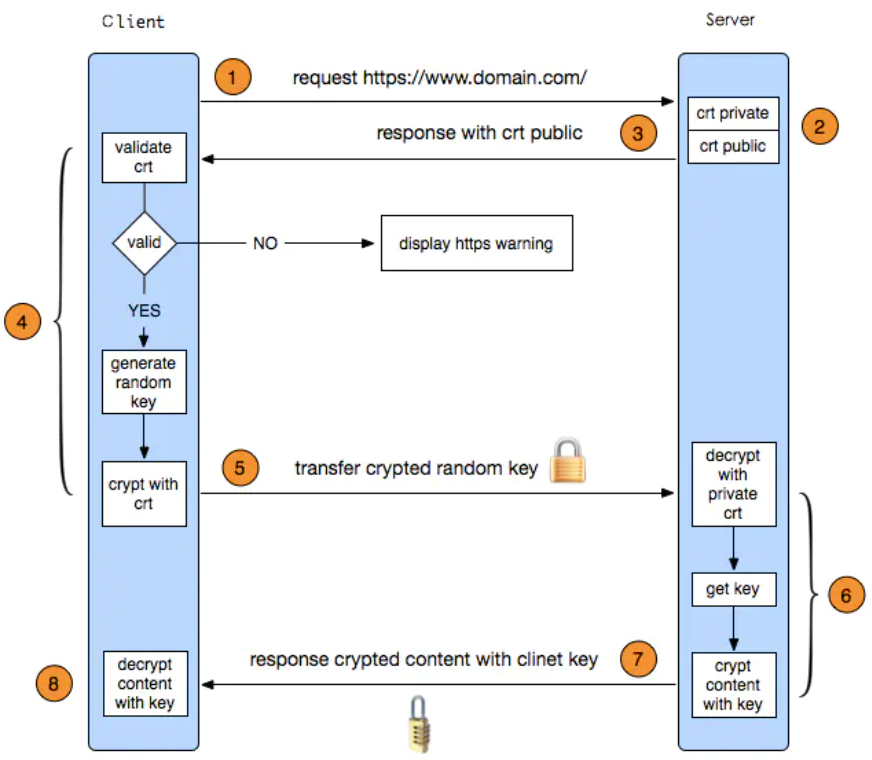 Client
Server
1
request https://www.domain.com/
crt private
2
response with crt public
3
crt public
validate
crt
valid
NO
display https warning
YES
4
generate
random
key
5
transfer crypted random key
decrypt
with
private
crt
crypt with
crt
get key
6
response crypted content with clinet key
7
8
decrypt
content
with key
crypt
content
with key